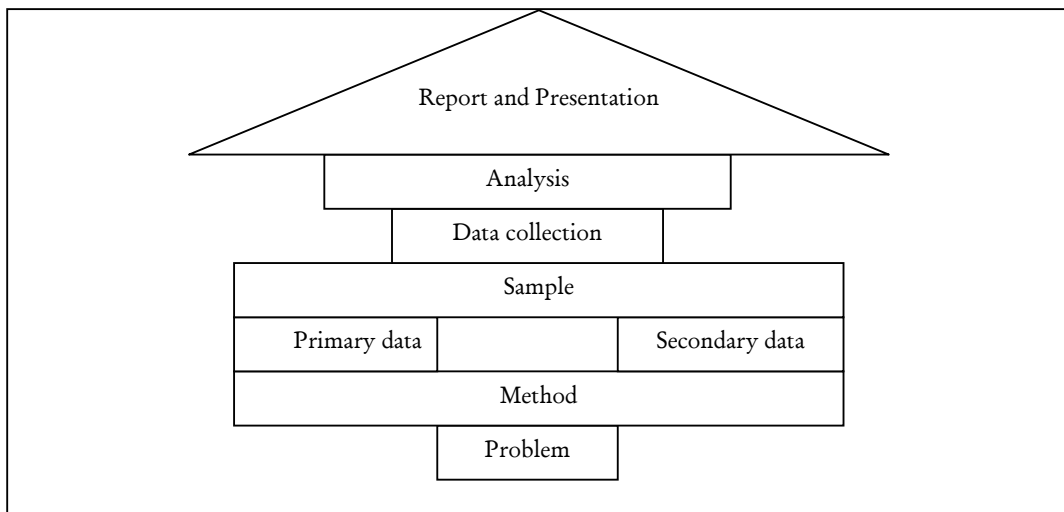 Report and Presentation
Analysis
Data collection
Sample
Primary data
Secondary data
Method
Problem